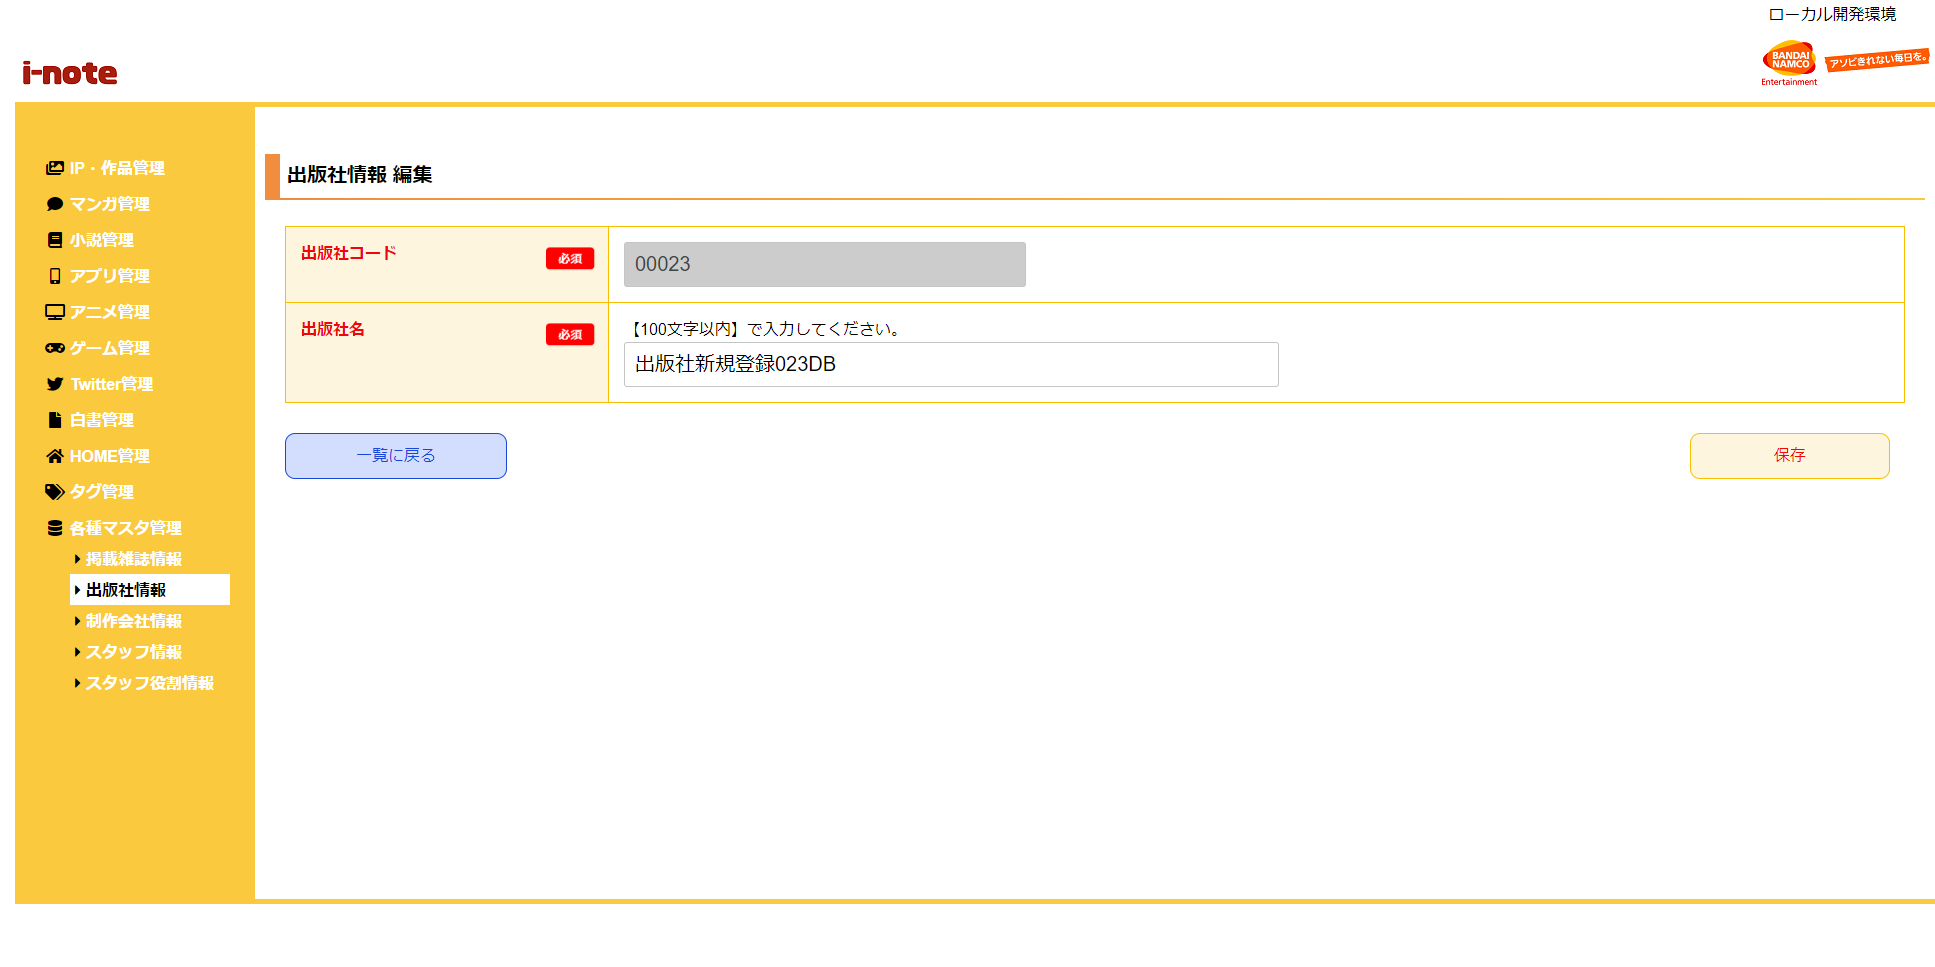 ローカル開発環境
i-note
BANDAI
NAMCO
Entertainment
アソビきれない毎日を。
IP・作品管理
マンガ管理
小説管理
アプリ管理
アニメ管理
ゲーム管理
Twitter管理
白書管理
HOME管理
タグ管理
各種マスタ管理
掲載雑誌情報
出版社情報
制作会社情報
スタッフ情報
スタッフ役割情報
出版社情報 編集
出版社コード 必須
00023
出版社名 必須
【100文字以内】で入力してください。
出版社新規登録023DB
一覧に戻る
保存